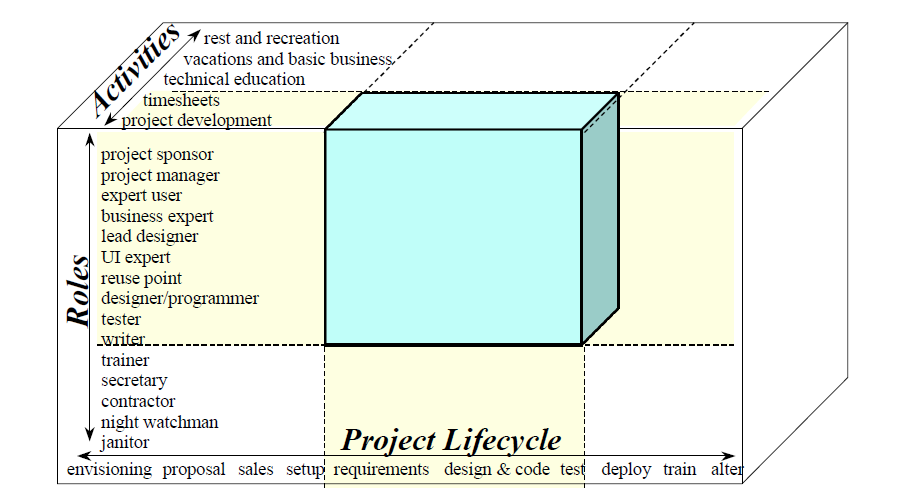 Activities
rest and recreation
vacations and basic business
technical education
timesheets
project development
Roles
project sponsor
project manager
expert user
business expert
lead designer
UI expert
reuse point
designer/programmer
tester
writer
trainer
secretary
contractor
night watchman
janitor
Project Lifecycle
envisioning proposal sales setup requirements design & code test deploy train alter